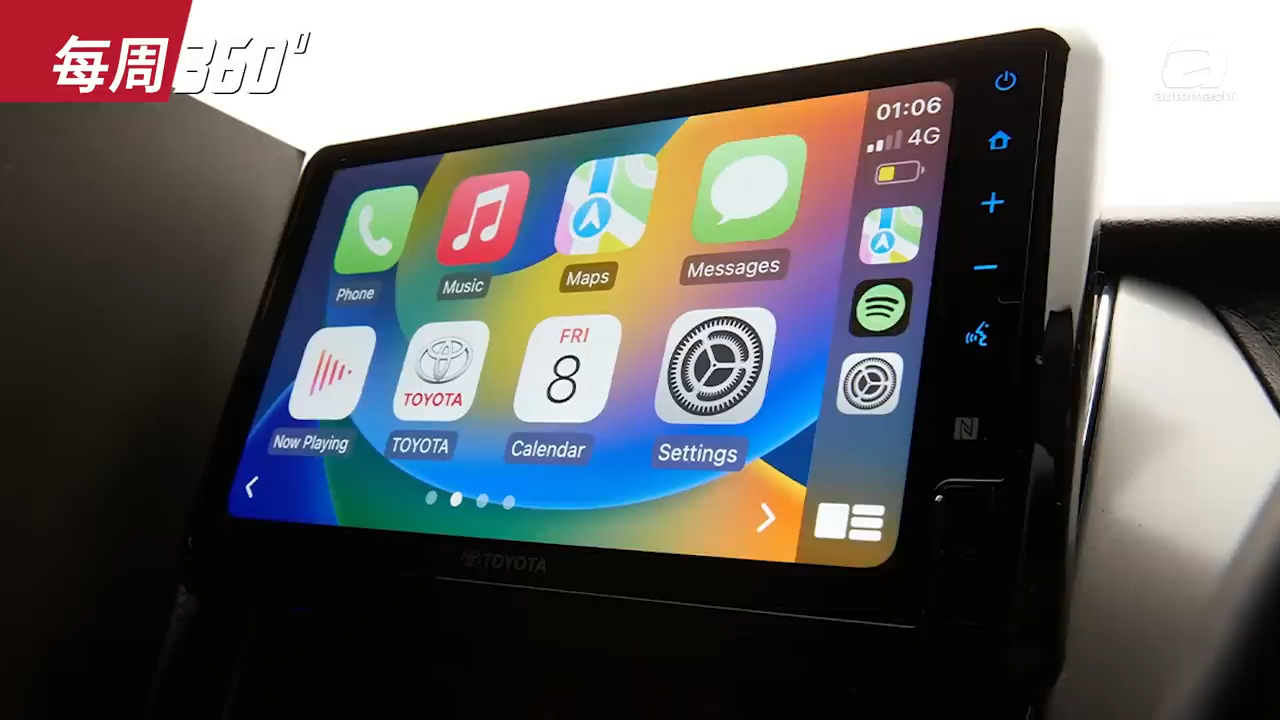 每周360°
automachi
01:06
4G
Phone
Music
Maps
Messages
TOYOTA
FRI
8
Now Playing
TOYOTA
Calendar
Settings
TOYOTA